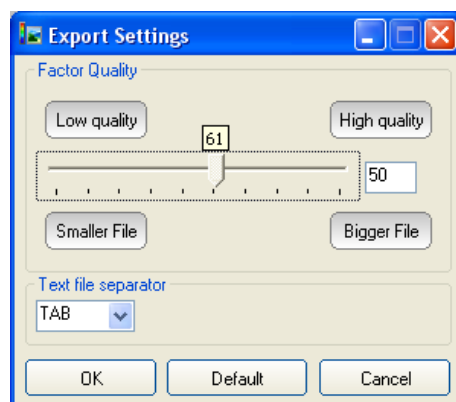 Export Settings
Factor Quality
Low quality
High quality
61
50
Smaller File
Bigger File
Text file separator
TAB
OK
Default
Cancel